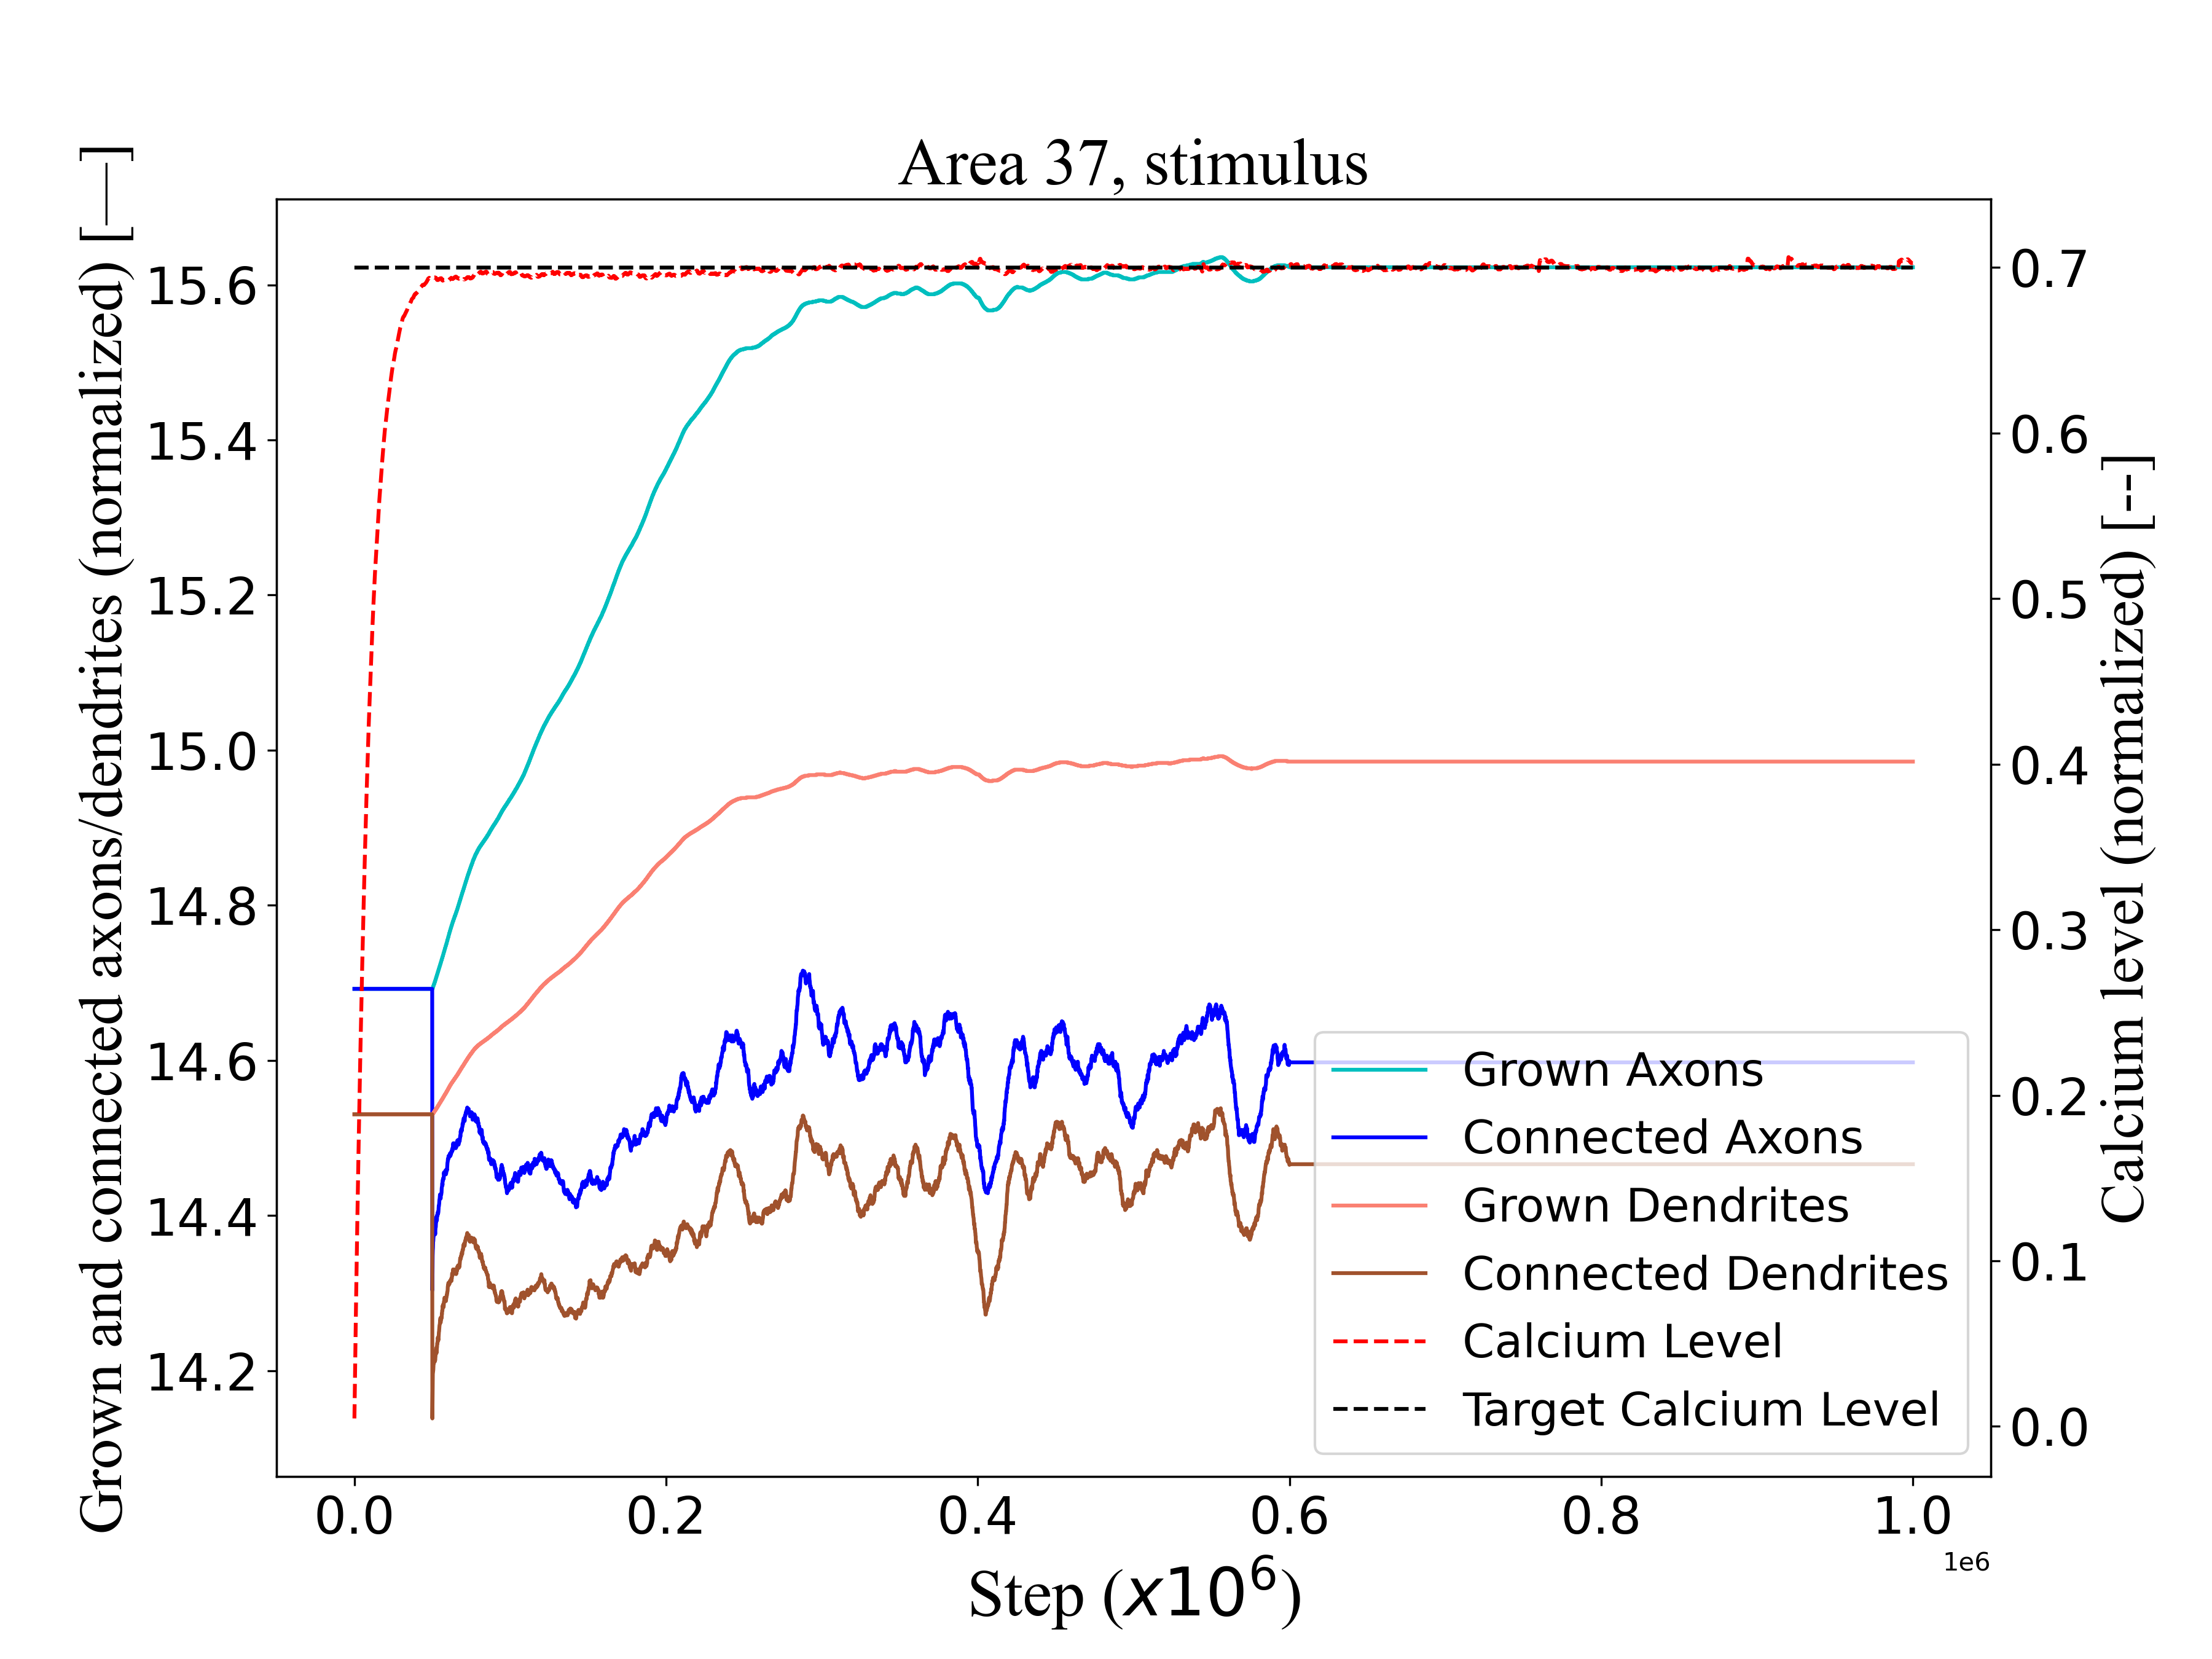 Area 37, stimulus
Grown and connected axons/dendrites (normalized) [—]
15.6
15.4
15.2
15.0
14.8
14.6
14.4
14.2
0.7
0.6
0.5
0.4
0.3
0.2
0.1
0.0
Calcium level (normalized) [--]
Grown Axons
Connected Axons
Grown Dendrites
Connected Dendrites
Calcium Level
Target Calcium Level
0.0 0.2 0.4 0.6 0.8 1.0
1e6
Step (x10⁶)